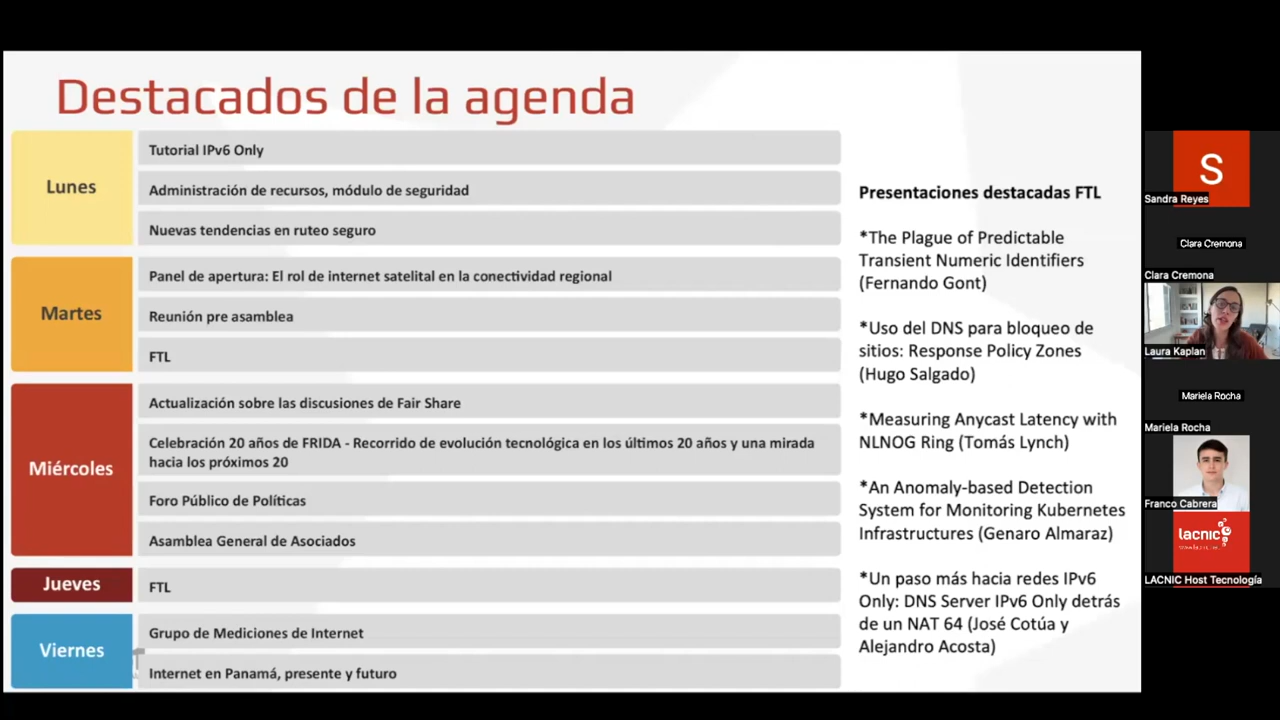 Destacados de la agenda
Lunes
Tutorial IPv6 Only
Administración de recursos, módulo de seguridad
Nuevas tendencias en ruteo seguro
Martes
Panel de apertura: El rol de internet satelital en la conectividad regional
Reunión pre asamblea
FTL
Miércoles
Actualización sobre las discusiones de Fair Share
Celebración 20 años de FRIDA - Recorrido de evolución tecnológica en los últimos 20 años y una mirada
hacia los próximos 20
Foro Público de Políticas
Asamblea General de Asociados
Jueves
FTL
Viernes
Grupo de Mediciones de Internet
Internet en Panamá, presente y futuro
Presentaciones destacadas FTL
*The Plague of Predictable
Transient Numeric Identifiers
(Fernando Gont)
*Uso del DNS para bloqueo de
sitios: Response Policy Zones
(Hugo Salgado)
*Measuring Anycast Latency with
NLNOG Ring (Tomás Lynch)
*An Anomaly-based Detection
System for Monitoring Kubernetes
Infrastructures (Genaro Almaraz)
*Un paso más hacia redes IPv6
Only: DNS Server IPv6 Only detrás
de un NAT 64 (José Cotúa y
Alejandro Acosta)
S
Sandra Reyes
Clara Cremona
Clara Cremona
Laura Kaplan
Mariela Rocha
Mariela Rocha
Franco Cabrera
lacnic
LACNIC Host Tecnología